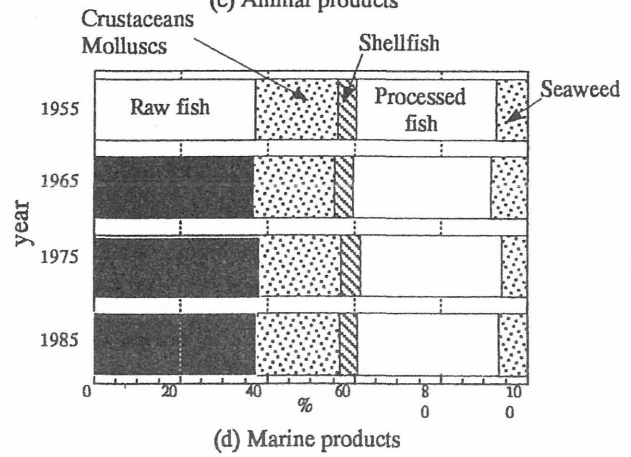 (c) Animal products
Crustaceans
Molluscs
Shellfish
Seaweed
Raw fish
Processed
fish
1955
1965
1975
1985
year
0 20 40 60 8 10
0 0
%
(d) Marine products